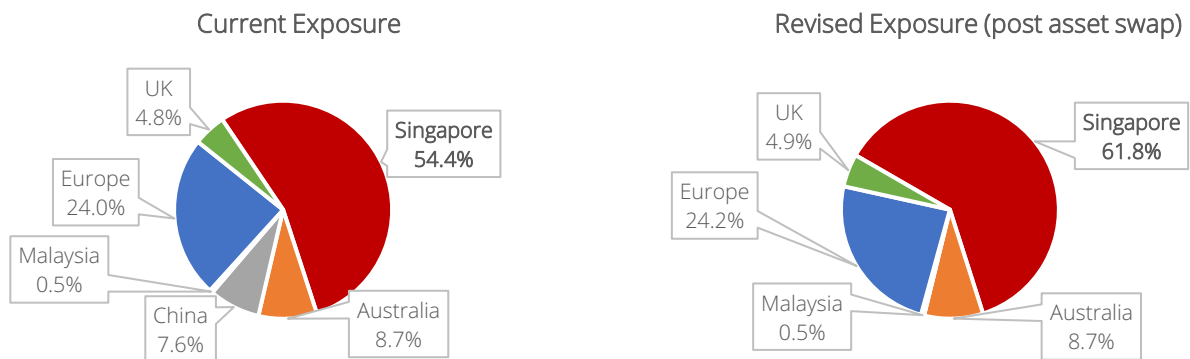 Current Exposure
UK
4.8%
Singapore
54.4%
Europe
24.0%
Malaysia
0.5%
China
7.6%
Australia
8.7%
Revised Exposure (post asset swap)
UK
4.9%
Singapore
61.8%
Europe
24.2%
Malaysia
0.5%
Australia
8.7%